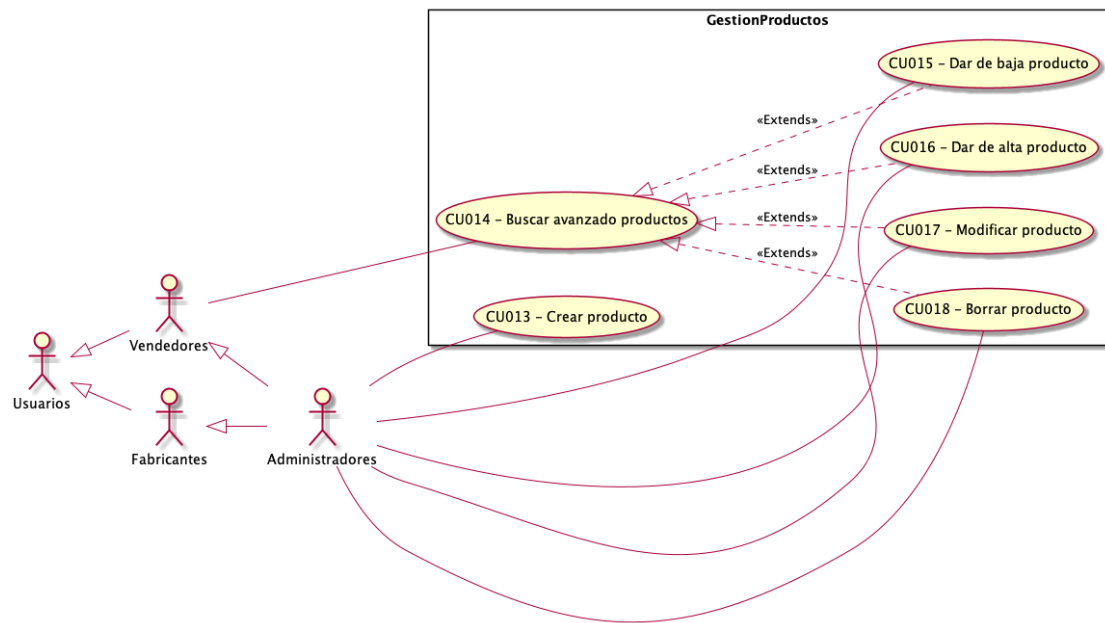 GestionProductos
CU015 – Dar de baja producto
«Extends»
CU016 – Dar de alta producto
«Extends»
CU014 – Buscar avanzado productos
«Extends»
CU017 – Modificar producto
«Extends»
CU018 – Borrar producto
CU013 – Crear producto
Vendedores
Usuarios
Fabricantes
Administradores